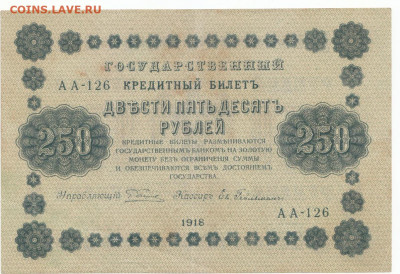 COINS.LAVE.RU
ГОСУДАРСТВЕННЫЙ
АА-126 КРЕДИТНЫЙ БИЛЕТЪ
ДВѢСТИ ПЯТЬДЕСЯТЪ
РУБЛЕЙ
250 250
КРЕДИТНЫЕ БИЛЕТЫ РАЗМѢНИВАЮТСЯ
ГОСУДАРСТВЕННЫМЪ БАНКОМЪ НА ЗОЛОТУЮ
МОНЕТУ БЕЗЪ ОГРАНИЧЕНІЯ СУММЫ
И ОБЕЗПЕЧИВАЮТСЯ ВСѢМЪ ДОСТОЯНІЕМЪ
ГОСУДАРСТВА.
Управляющій Кассиръ
АА-126
1918